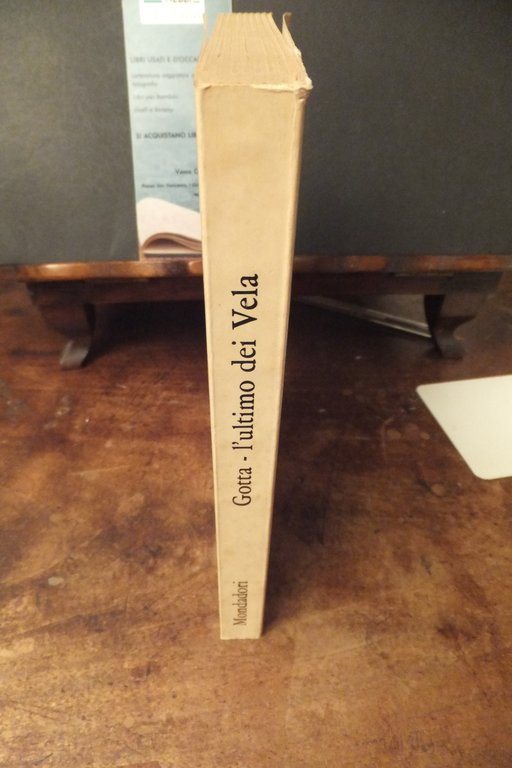 LIBRI USATI E D'OCCA
SI ACQUISTANO LIB
Gotta - l'ultimo dei Vela
Mondadori